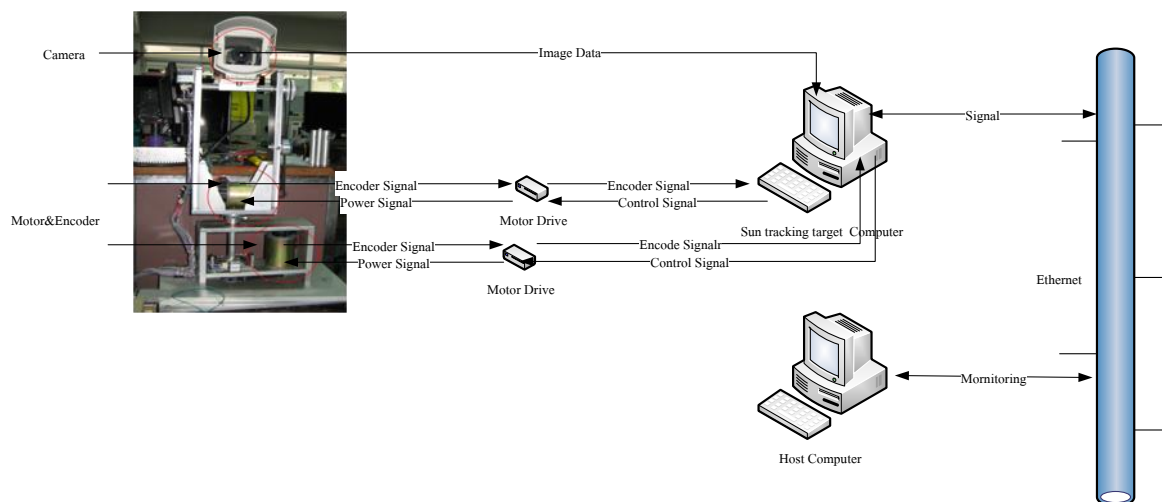 Camera
Image Data
Signal
Encoder Signal
Encoder Signal
Power Signal
Control Signal
Motor&Encoder
Motor Drive
Sun tracking target Computer
Encoder Signal
Encode Signalr
Power Signal
Control Signal
Motor Drive
Ethernet
Mornitoring
Host Computer